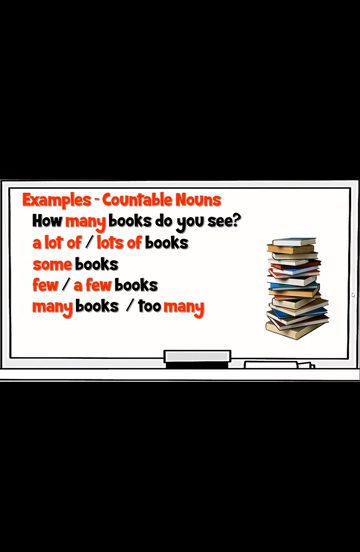 Examples - Countable Nouns
How many books do you see?
a lot of / lots of books
some books
few / a few books
many books / too many